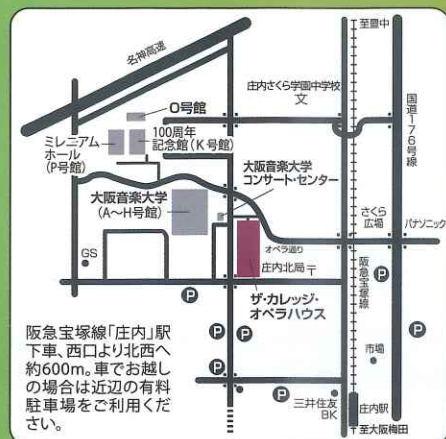 名神高速
至豊中
庄内さくら学園中学校
文
国道176号線
O号館
ミレニアム
ホール
(P号館)
100周年
記念館(K号館)
大阪音楽大学
コンサート・センター
大阪音楽大学
(A〜H号館)
さくら
広場
パナソニック
オペラ通り
GS
庄内北局〒
P
阪急宝塚線
P
ザ・カレッジ・
オペラハウス
P
P
P
市場
阪急宝塚線「庄内」駅
下車、西口より北西へ
約600m。車でお越し
の場合は近辺の有料
駐車場をご利用くだ
さい。
P
三井住友
BK
庄内駅
至大阪梅田